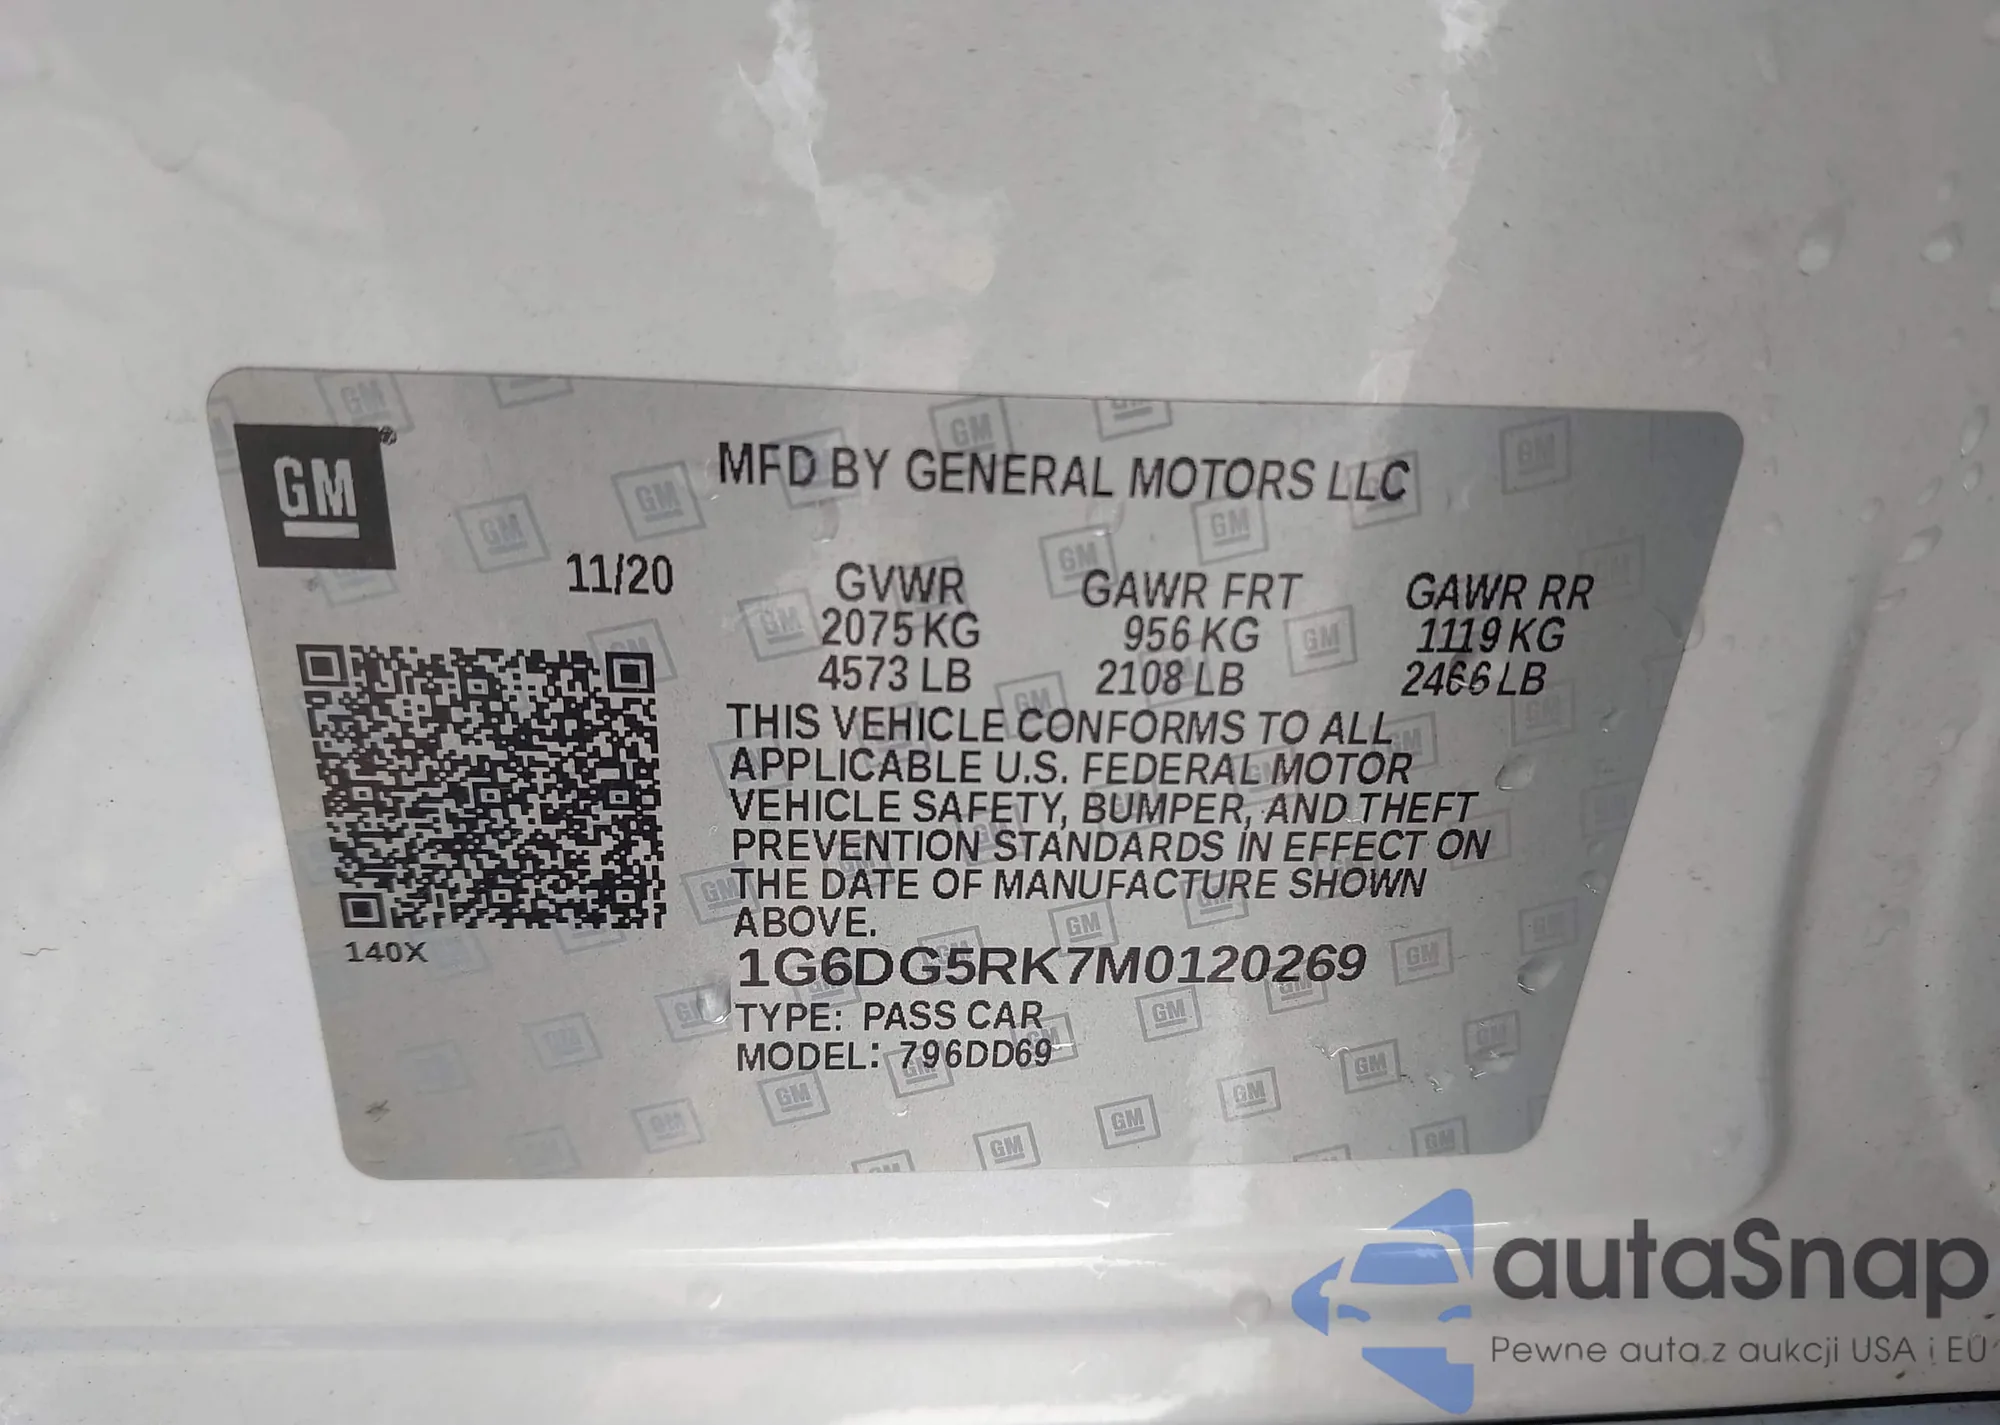 GM®
MFD BY GENERAL MOTORS LLC
11/20 GVWR GAWR FRT GAWR RR
2075 KG 956 KG 1119 KG
4573 LB 2108 LB 2466 LB
THIS VEHICLE CONFORMS TO ALL
APPLICABLE U.S. FEDERAL MOTOR
VEHICLE SAFETY, BUMPER, AND THEFT
PREVENTION STANDARDS IN EFFECT ON
THE DATE OF MANUFACTURE SHOWN
ABOVE.
140X
1G6DG5RK7M0120269
TYPE: PASS CAR
MODEL: 796DD69
autaSnap
Pewne auta z aukcji USA i EU